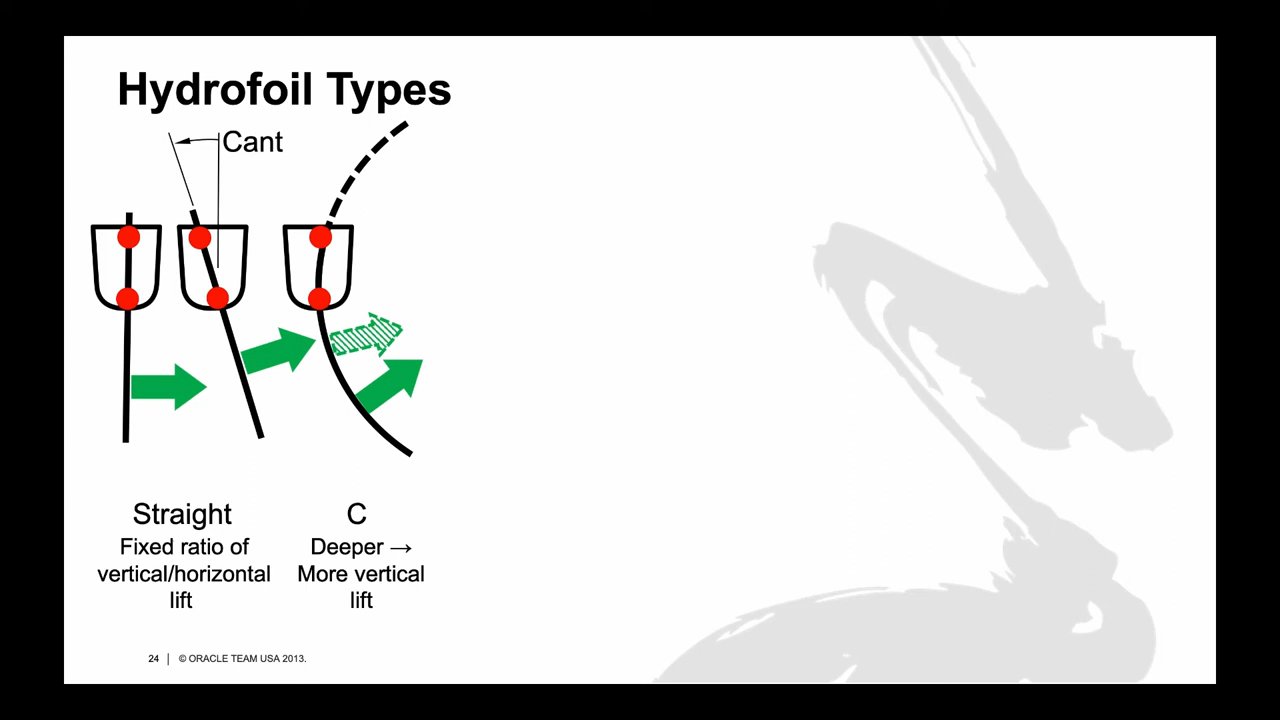 Hydrofoil Types
Cant
Straight
Fixed ratio of
vertical/horizontal
lift
C
Deeper →
More vertical
lift
24 | © ORACLE TEAM USA 2013.